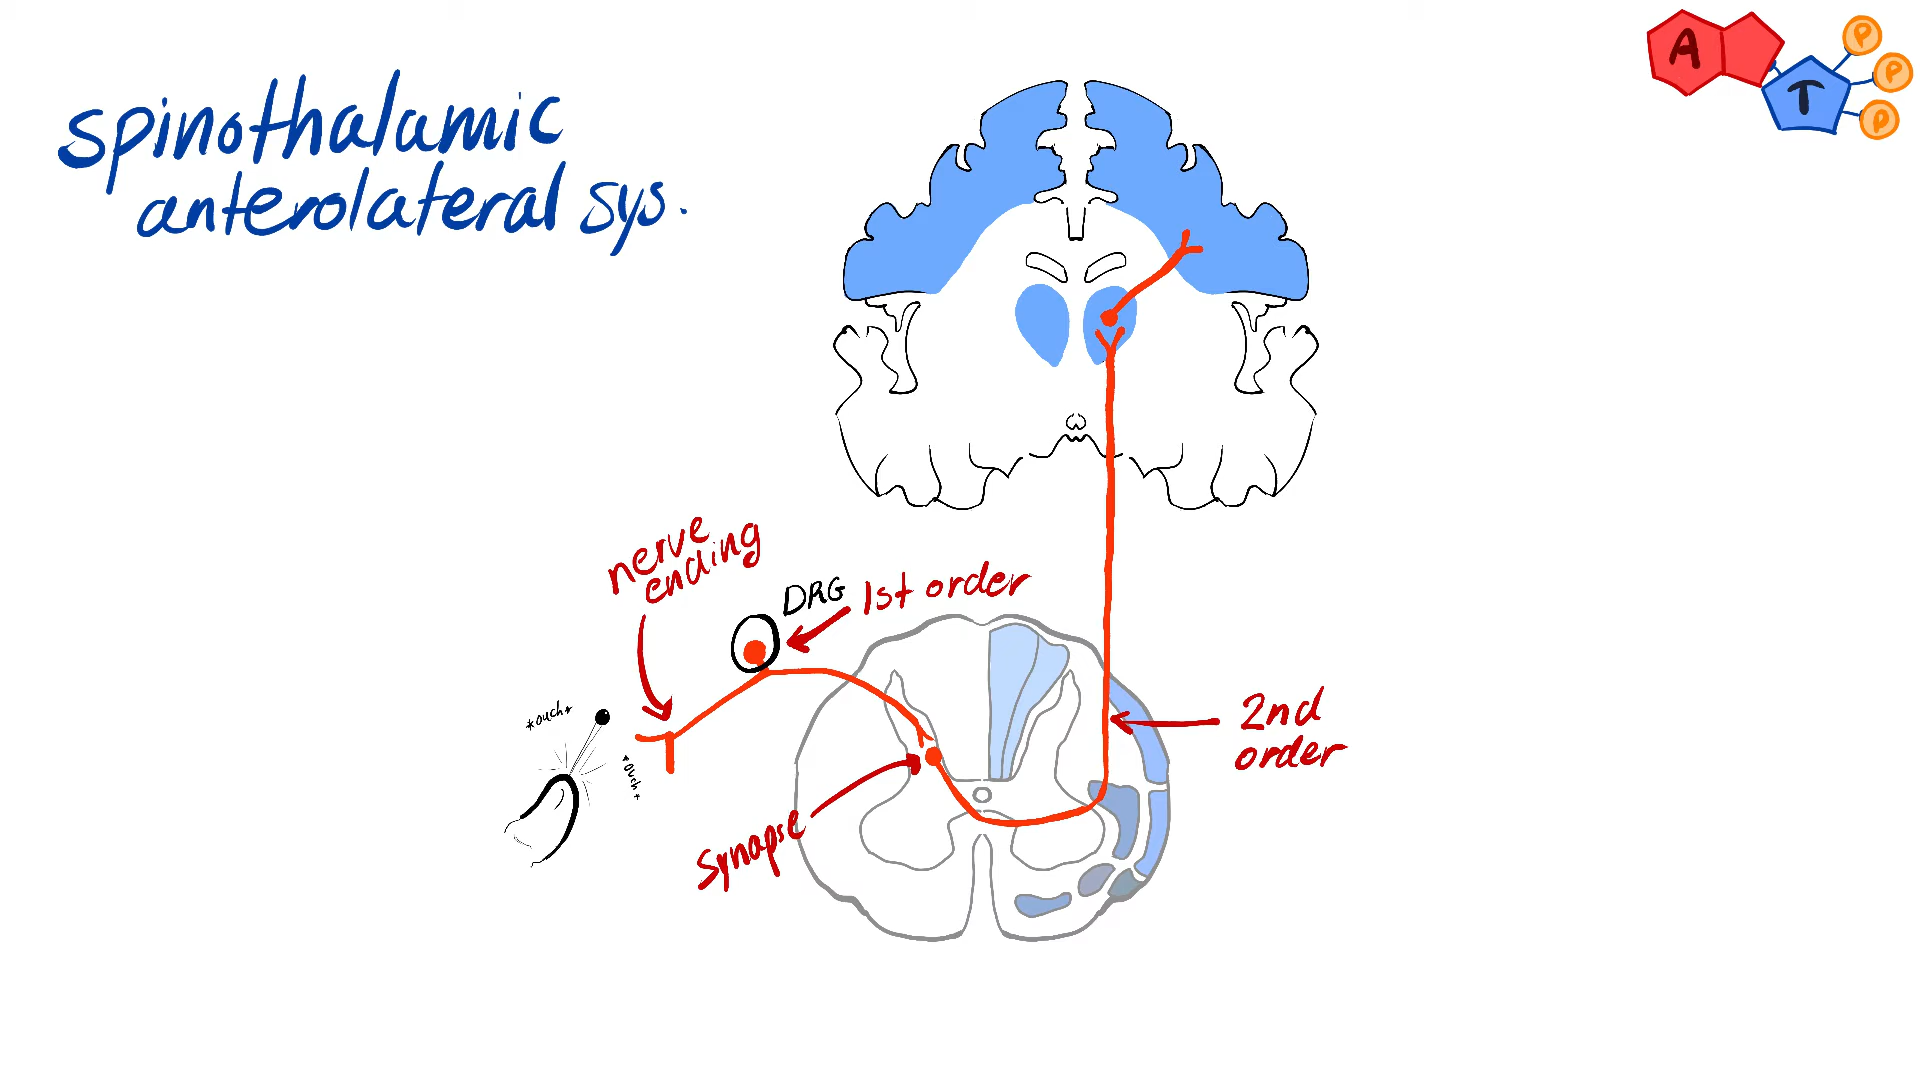 spinothalamic
anterolateral sys.
A
T
P
P
P
nerve
ending
DRG
1st order
*ouch*
*ouch*
2nd
order
synapse